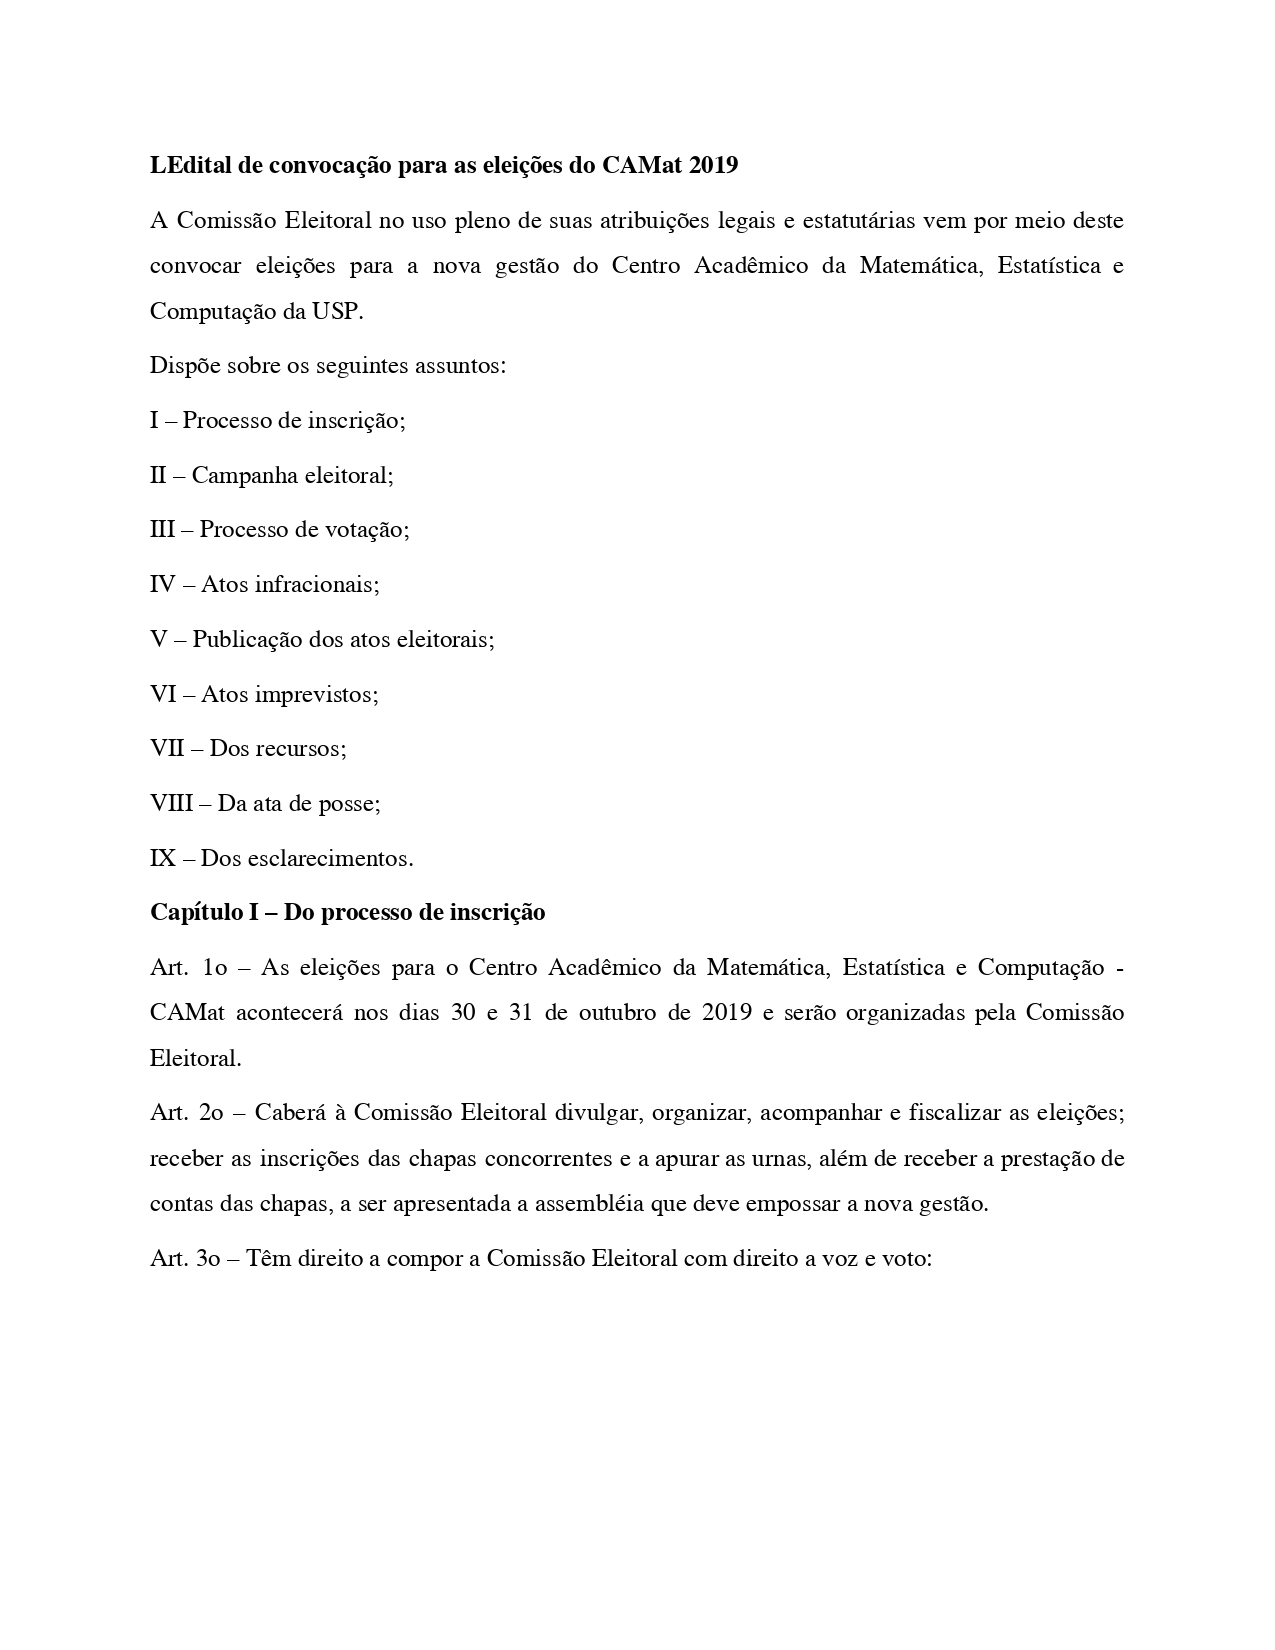 LEdital de convocação para as eleições do CAMat 2019
A Comissão Eleitoral no uso pleno de suas atribuições legais e estatutárias vem por meio deste
convocar eleições para a nova gestão do Centro Acadêmico da Matemática, Estatística e
Computação da USP.
Dispõe sobre os seguintes assuntos:
I – Processo de inscrição;
II – Campanha eleitoral;
III – Processo de votação;
IV – Atos infracionais;
V – Publicação dos atos eleitorais;
VI – Atos imprevistos;
VII – Dos recursos;
VIII – Da ata de posse;
IX – Dos esclarecimentos.
Capítulo I – Do processo de inscrição
Art. 1o – As eleições para o Centro Acadêmico da Matemática, Estatística e Computação -
CAMat acontecerá nos dias 30 e 31 de outubro de 2019 e serão organizadas pela Comissão
Eleitoral.
Art. 2o – Caberá à Comissão Eleitoral divulgar, organizar, acompanhar e fiscalizar as eleições;
receber as inscrições das chapas concorrentes e a apurar as urnas, além de receber a prestação de
contas das chapas, a ser apresentada a assembléia que deve empossar a nova gestão.
Art. 3o – Têm direito a compor a Comissão Eleitoral com direito a voz e voto: